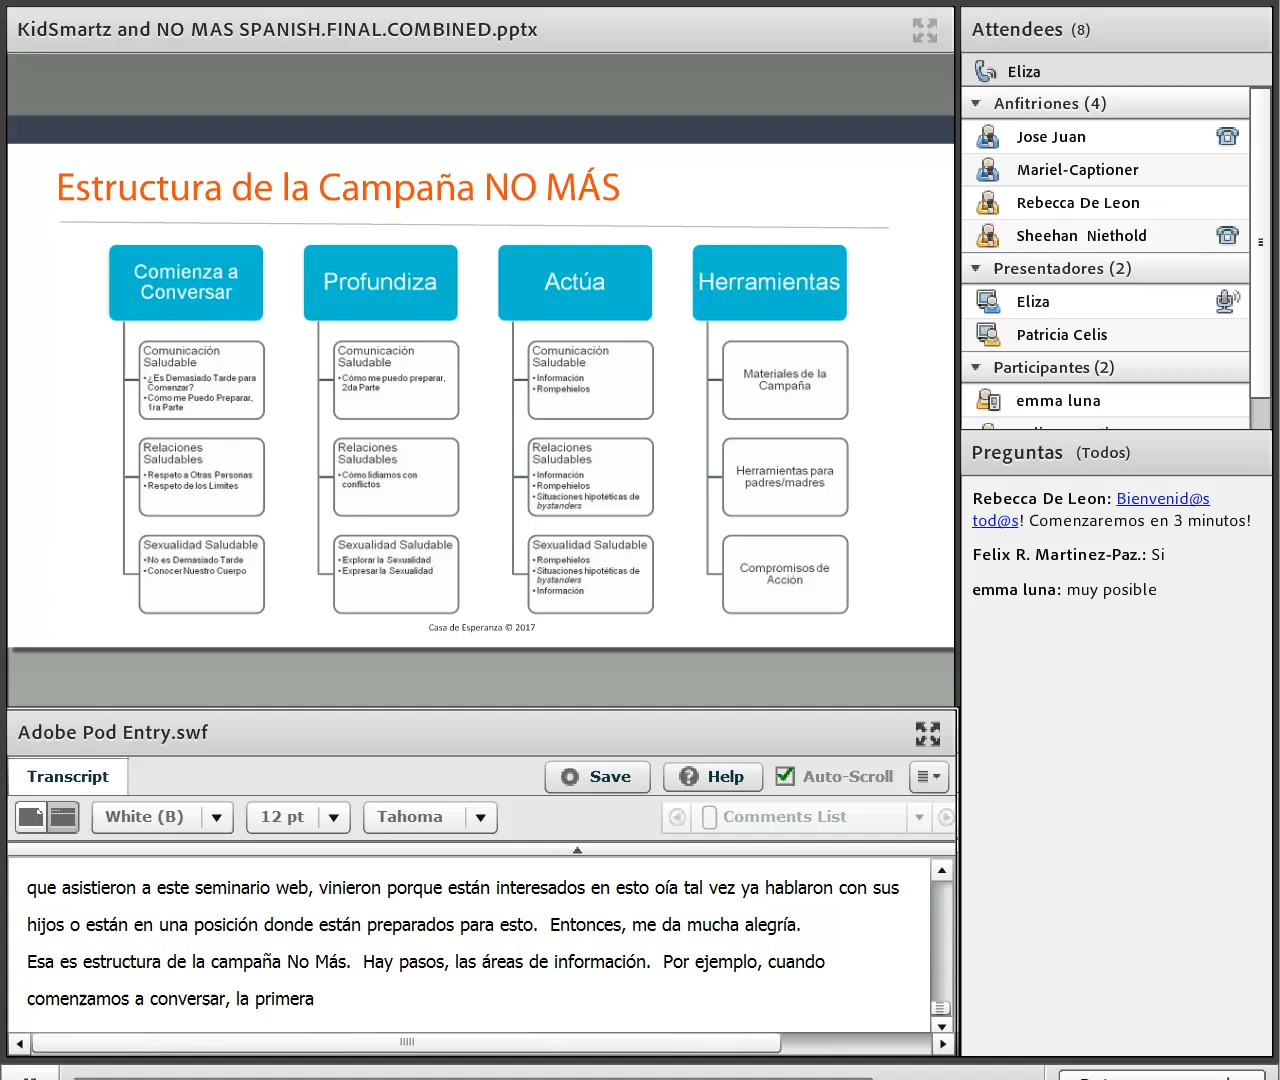 KidSmartz and NO MAS SPANISH.FINAL.COMBINED.pptx
Estructura de la Campaña NO MÁS
Comienza a
Conversar
Comunicación
Saludable
•¿Es Demasiado Tarde para
Comenzar?
•Cómo me Puedo Preparar,
1ra Parte
Relaciones
Saludables
•Respeto a Otras Personas
•Respeto de los Limites
Sexualidad Saludable
•No es Demasiado Tarde
•Conocer Nuestro Cuerpo
Profundiza
Comunicación
Saludable
•Cómo me puedo preparar,
2da Parte
Relaciones
Saludables
•Cómo lidiamos con
conflictos
Sexualidad Saludable
•Explorar la Sexualidad
•Expresar la Sexualidad
Actúa
Comunicación
Saludable
•Información
•Rompehielos
Relaciones
Saludables
•Información
•Rompehielos
•Situaciones hipotéticas de
bystanders
Sexualidad Saludable
•Rompehielos
•Situaciones hipotéticas de
bystanders
•Información
Herramientas
Materiales de la
Campaña
Herramientas para
padres/madres
Compromisos de
Acción
Casa de Esperanza © 2017
Adobe Pod Entry.swf
Transcript
Save
Help
Auto-Scroll
White (B)
12 pt
Tahoma
Comments List
que asistieron a este seminario web, vinieron porque están interesados en esto oía tal vez ya hablaron con sus
hijos o están en una posición donde están preparados para esto.  Entonces, me da mucha alegría.
Esa es estructura de la campaña No Más.  Hay pasos, las áreas de información.  Por ejemplo, cuando
comenzamos a conversar, la primera
Attendees (8)
Eliza
Anfitriones (4)
Jose Juan
Mariel-Captioner
Rebecca De Leon
Sheehan Niethold
Presentadores (2)
Eliza
Patricia Celis
Participantes (2)
emma luna
Preguntas (Todos)
Rebecca De Leon: Bienvenid@s
tod@s! Comenzaremos en 3 minutos!
Felix R. Martinez-Paz.: Si
emma luna: muy posible